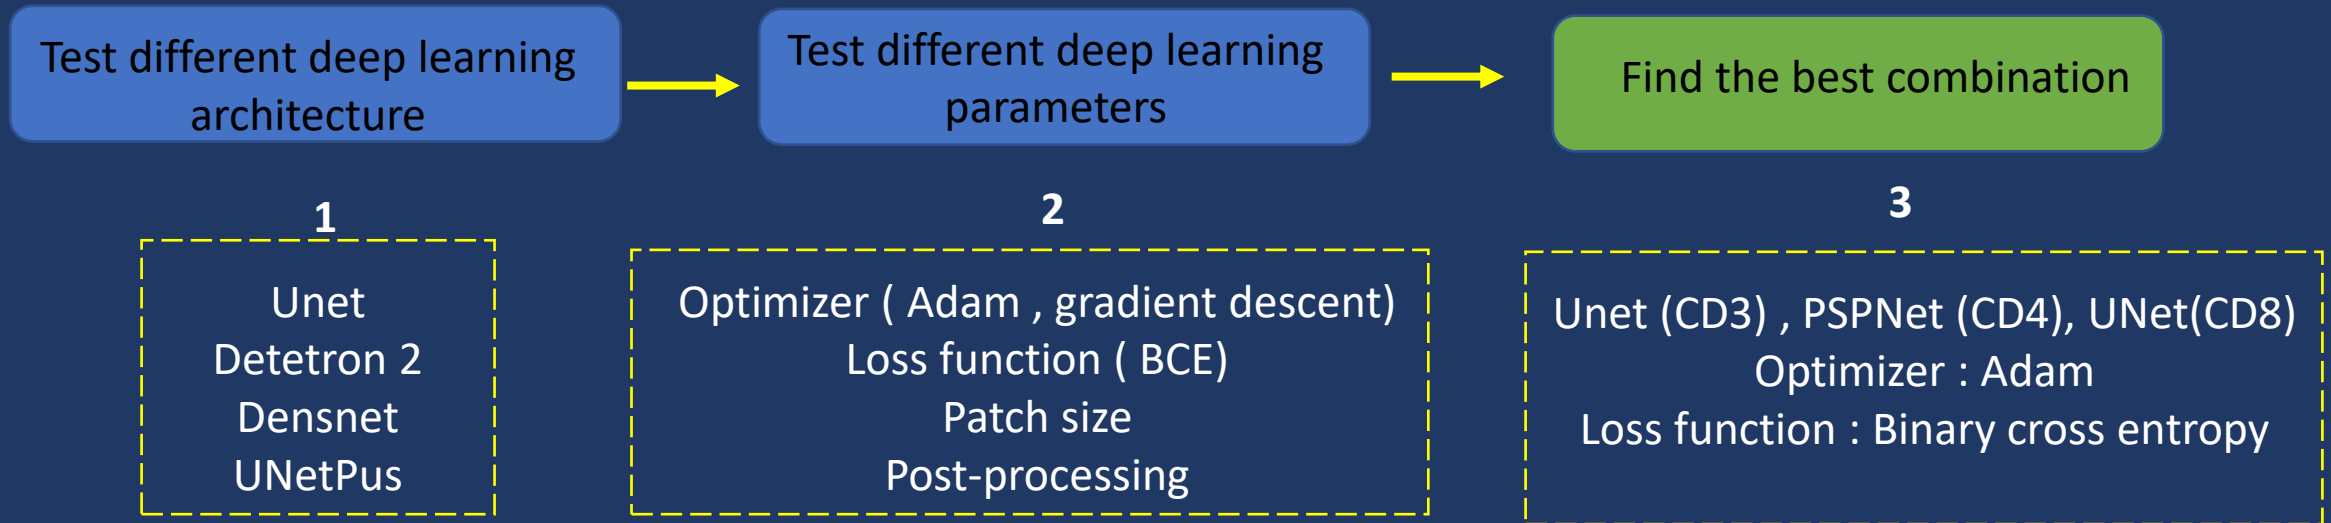 Test different deep learning
architecture
Test different deep learning
parameters
Find the best combination
1
Unet
Detetron 2
Densnet
UNetPus
2
Optimizer ( Adam , gradient descent)
Loss function ( BCE)
Patch size
Post-processing
3
Unet (CD3) , PSPNet (CD4), UNet(CD8)
Optimizer : Adam
Loss function : Binary cross entropy